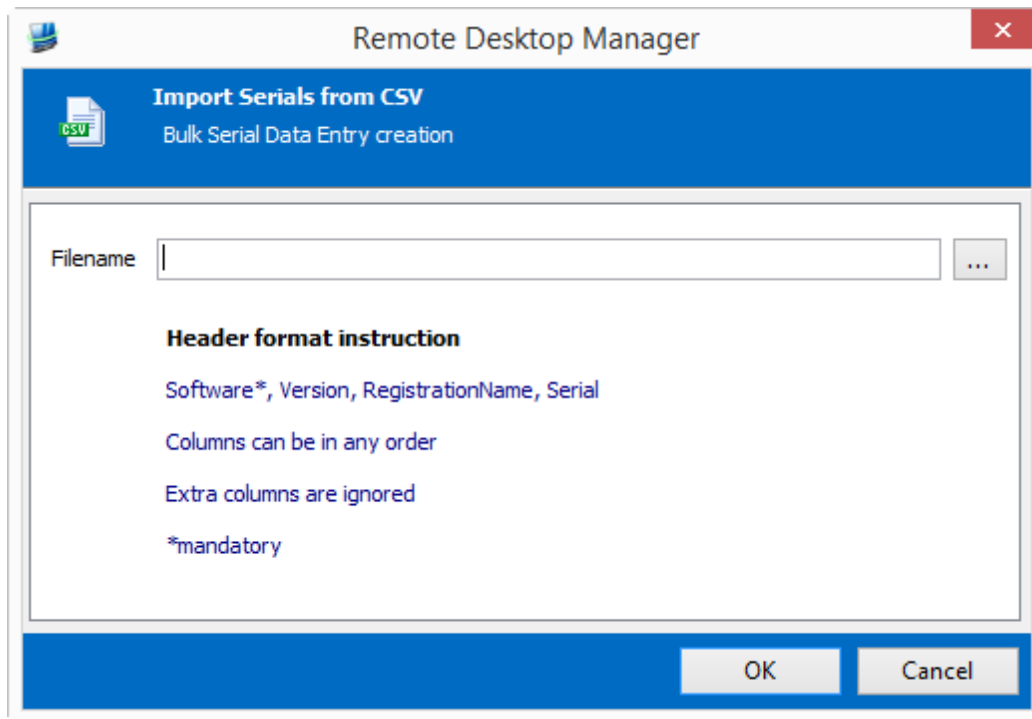 Remote Desktop Manager
Import Serials from CSV
CSV
Bulk Serial Data Entry creation
Filename
...
Header format instruction
Software*, Version, RegistrationName, Serial
Columns can be in any order
Extra columns are ignored
*mandatory
OK Cancel